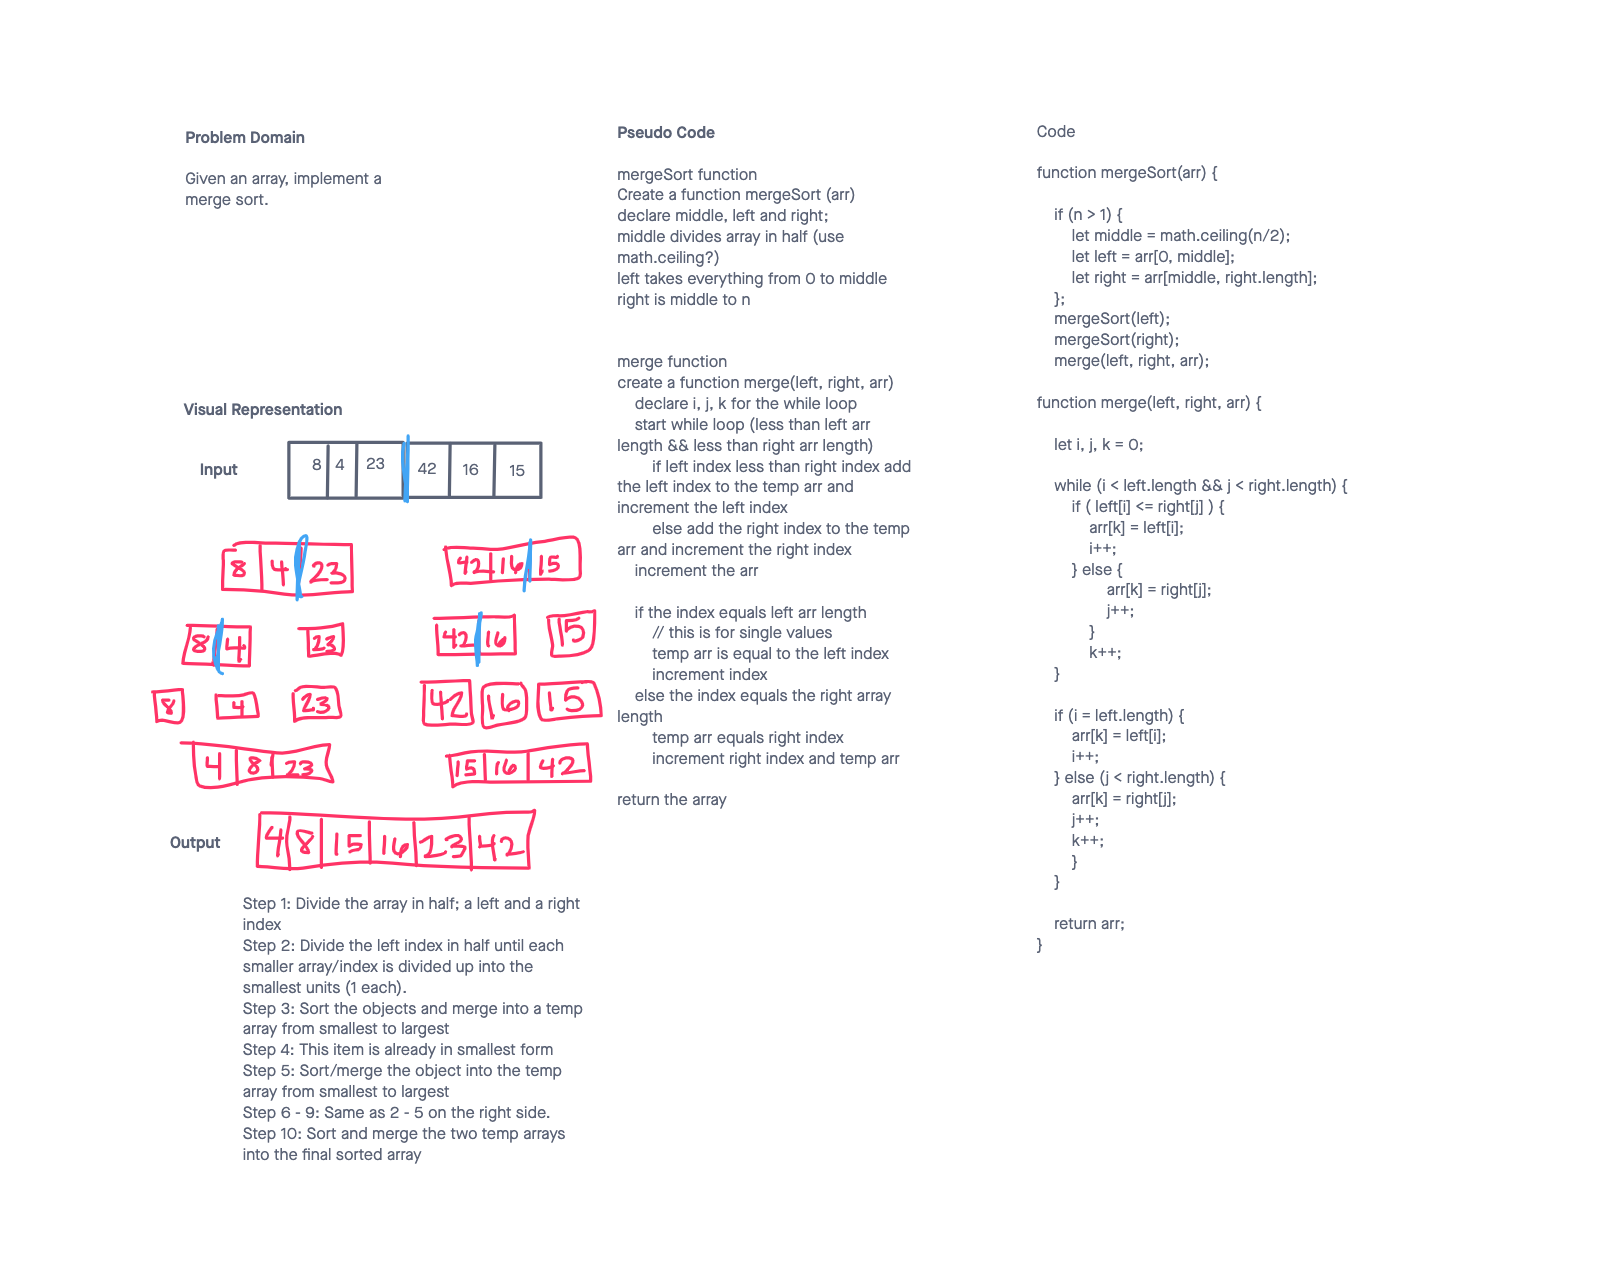 Problem Domain
Given an array, implement a
merge sort.
Visual Representation
Input
8 4 23 42 16 15
8 4 23 42 16 15
8 4 23 42 16 15
8 4 23 42 16 15
4 8 23 15 16 42
Output
4 8 15 16 23 42
Step 1: Divide the array in half; a left and a right
index
Step 2: Divide the left index in half until each
smaller array/index is divided up into the
smallest units (1 each).
Step 3: Sort the objects and merge into a temp
array from smallest to largest
Step 4: This item is already in smallest form
Step 5: Sort/merge the object into the temp
array from smallest to largest
Step 6 - 9: Same as 2 - 5 on the right side.
Step 10: Sort and merge the two temp arrays
into the final sorted array
Pseudo Code
mergeSort function
Create a function mergeSort (arr)
declare middle, left and right;
middle divides array in half (use
math.ceiling?)
left takes everything from 0 to middle
right is middle to n
merge function
create a function merge(left, right, arr)
declare i, j, k for the while loop
start while loop (less than left arr
length && less than right arr length)
if left index less than right index add
the left index to the temp arr and
increment the left index
else add the right index to the temp
arr and increment the right index
increment the arr
if the index equals left arr length
// this is for single values
temp arr is equal to the left index
increment index
else the index equals the right array
length
temp arr equals right index
increment right index and temp arr
return the array
Code
function mergeSort(arr) {
if (n > 1) {
let middle = math.ceiling(n/2);
let left = arr[0, middle];
let right = arr[middle, right.length];
};
mergeSort(left);
mergeSort(right);
merge(left, right, arr);
function merge(left, right, arr) {
let i, j, k = 0;
while (i < left.length && j < right.length) {
if ( left[i] <= right[j] ) {
arr[k] = left[i];
i++;
} else {
arr[k] = right[j];
j++;
}
k++;
}
if (i = left.length) {
arr[k] = left[i];
i++;
} else (j < right.length) {
arr[k] = right[j];
j++;
k++;
}
}
return arr;
}